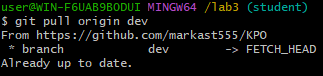 user@WIN-F6UAB9BODUI MINGW64 /lab3 (student)
$ git pull origin dev
From https://github.com/markast555/KPO
 * branch            dev        -> FETCH_HEAD
Already up to date.